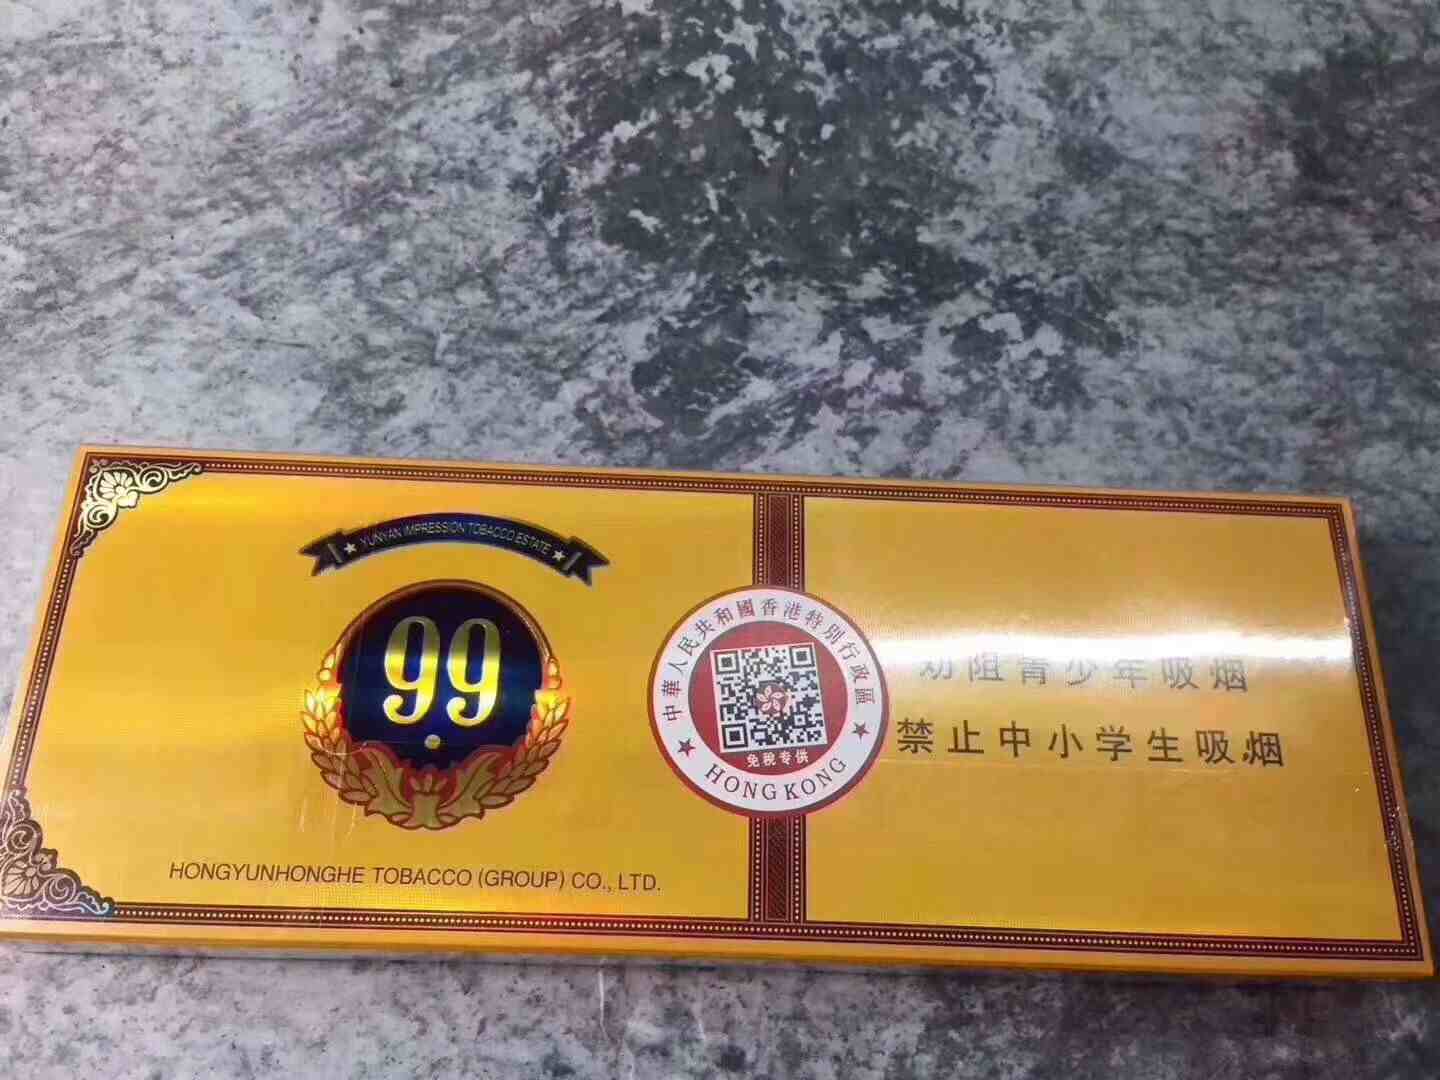 YUNYAN IMPRESSION TOBACCO ESTATE
99
HONGYUNHONGHE TOBACCO (GROUP) CO., LTD.
中華人民共和國香港特別行政區
免税专供
HONG KONG
劝阻青少年吸烟
禁止中小学生吸烟